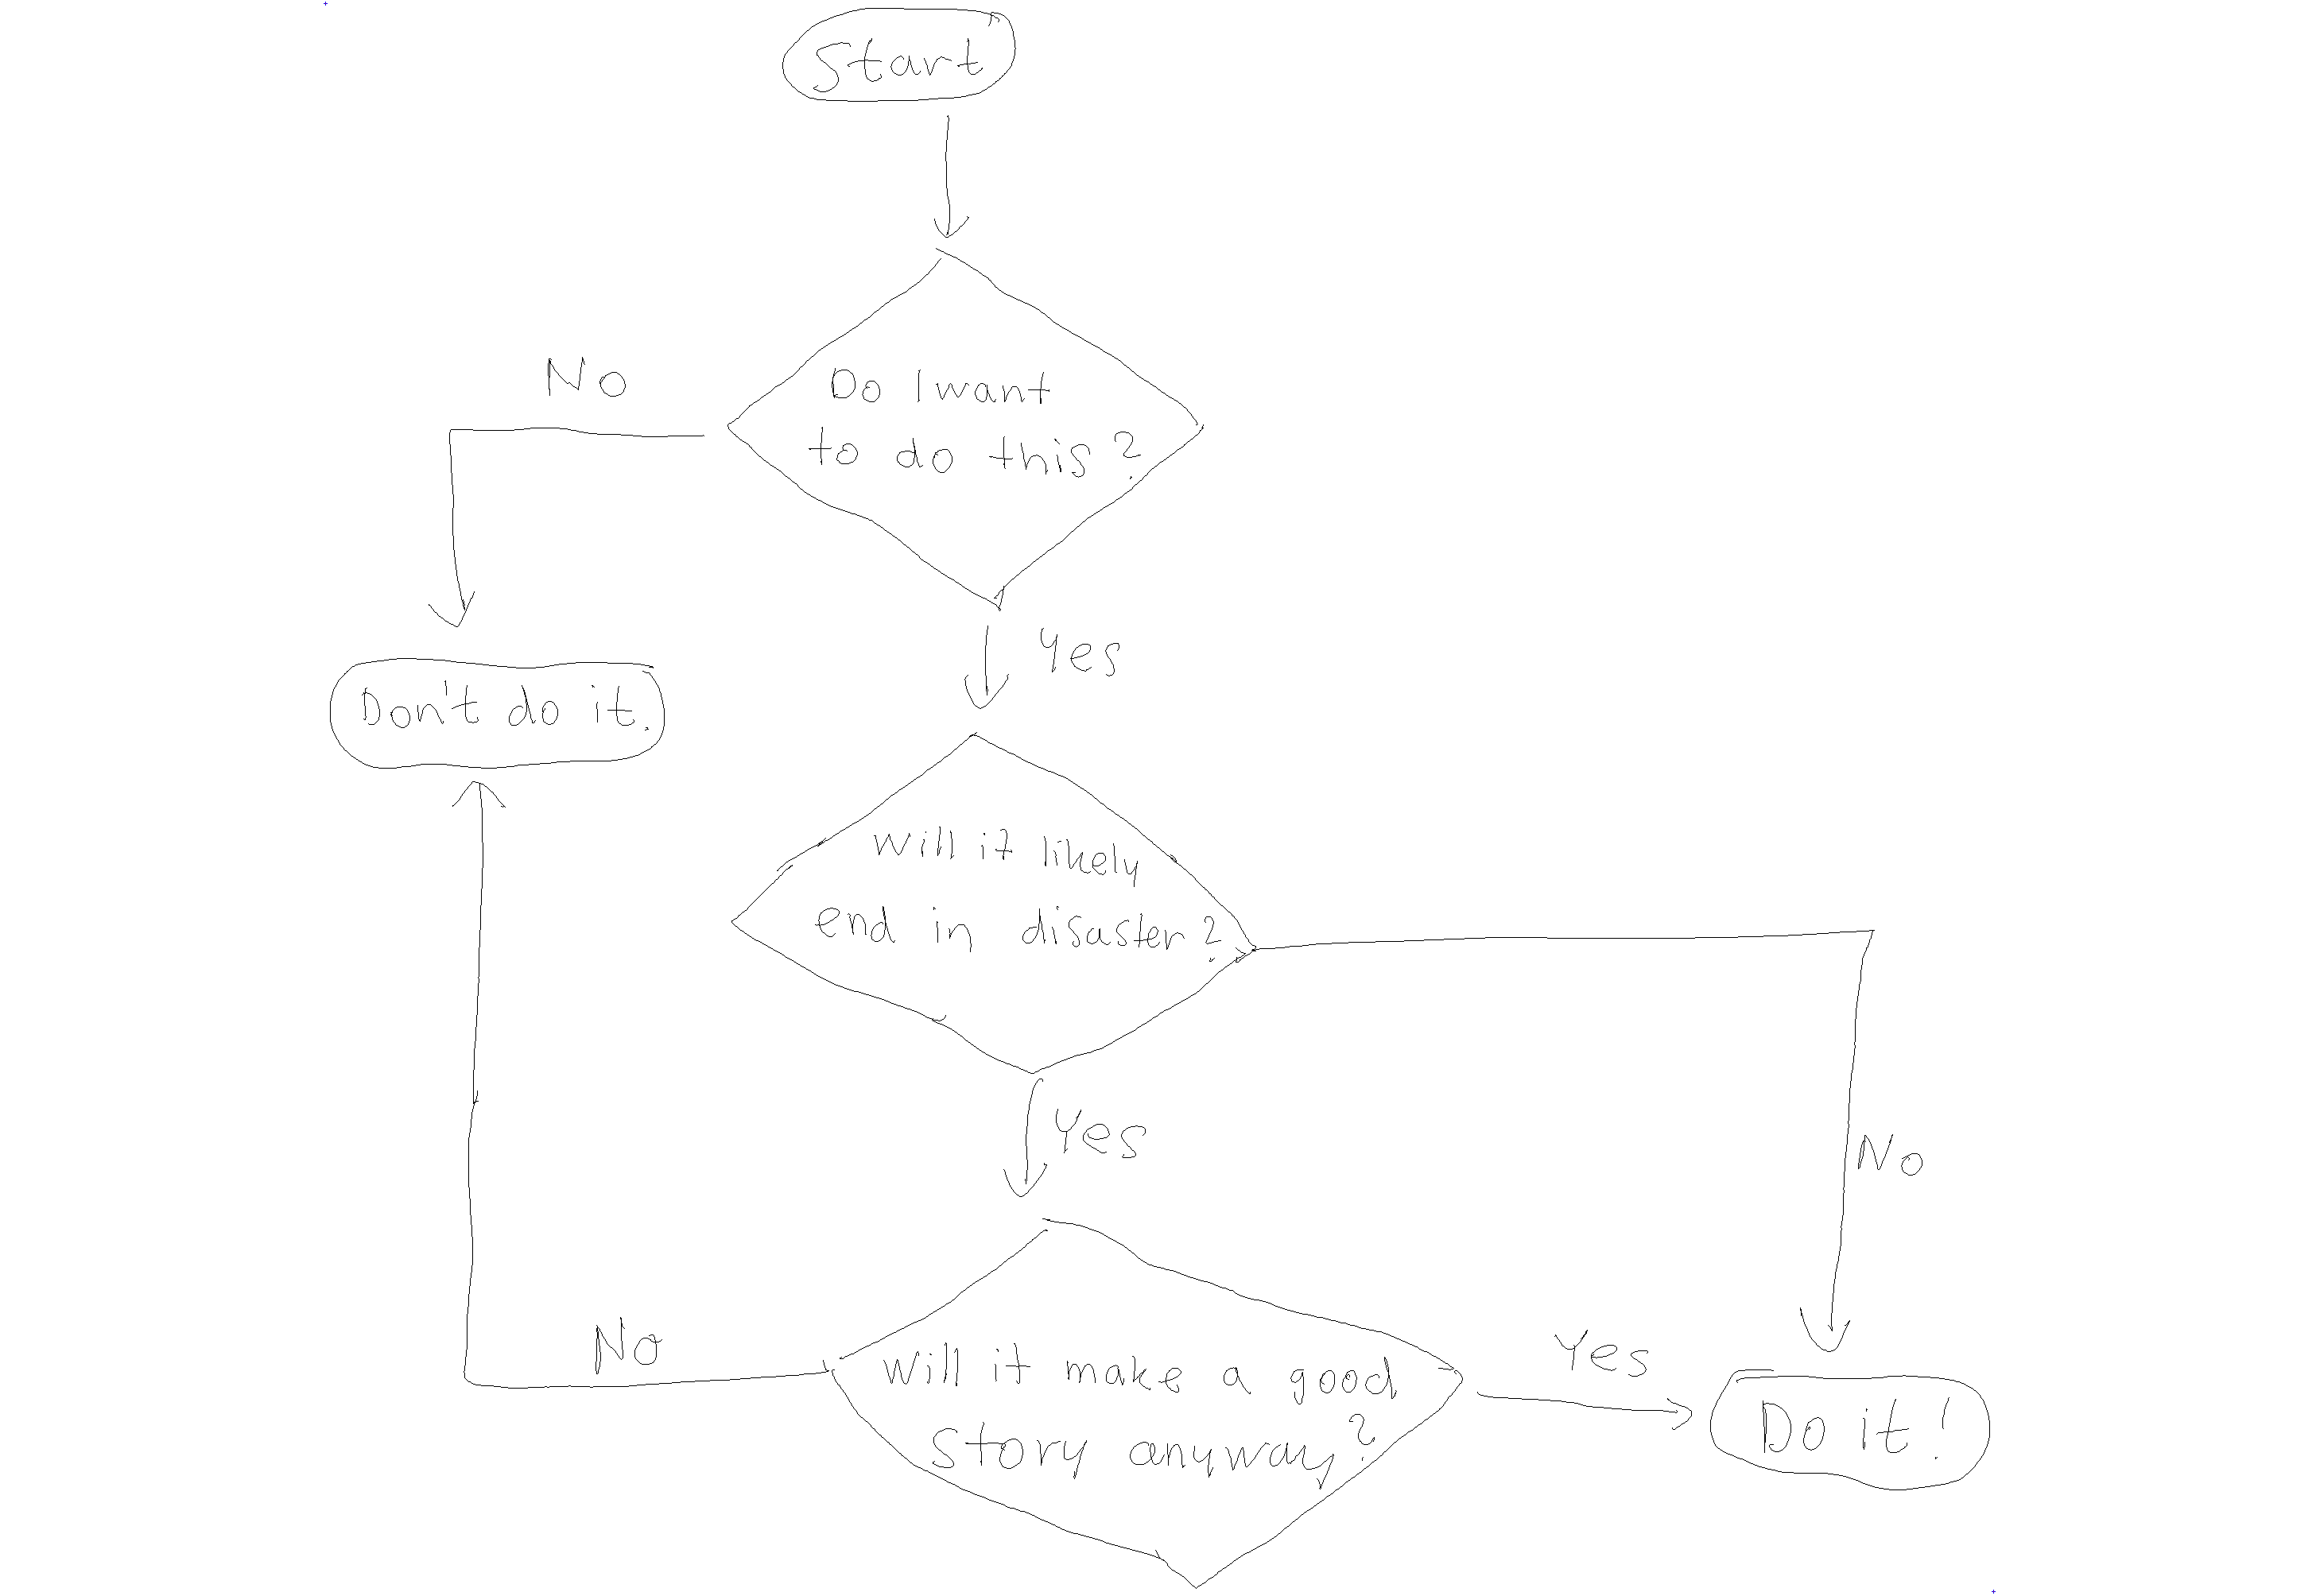 Start
No
Do I want
to do this?
Yes
Don't do it.
Will it likely
end in disaster?
Yes
No
No
Will it make a good
story anyway?
Yes
Do it!